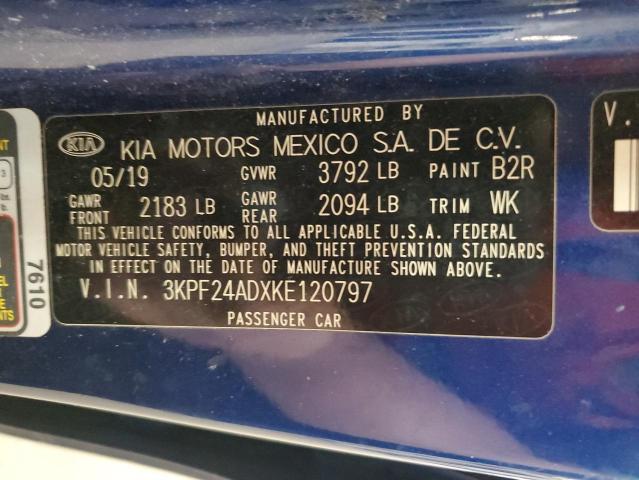 MANUFACTURED BY
KIA KIA MOTORS MEXICO S.A. DE C.V.
05/19 GVWR 3792 LB PAINT B2R
GAWR FRONT 2183 LB GAWR REAR 2094 LB TRIM WK
THIS VEHICLE CONFORMS TO ALL APPLICABLE U.S.A. FEDERAL
MOTOR VEHICLE SAFETY, BUMPER, AND THEFT PREVENTION STANDARDS
IN EFFECT ON THE DATE OF MANUFACTURE SHOWN ABOVE.
V.I.N. 3KPF24ADXKE120797
PASSENGER CAR
7610
V.